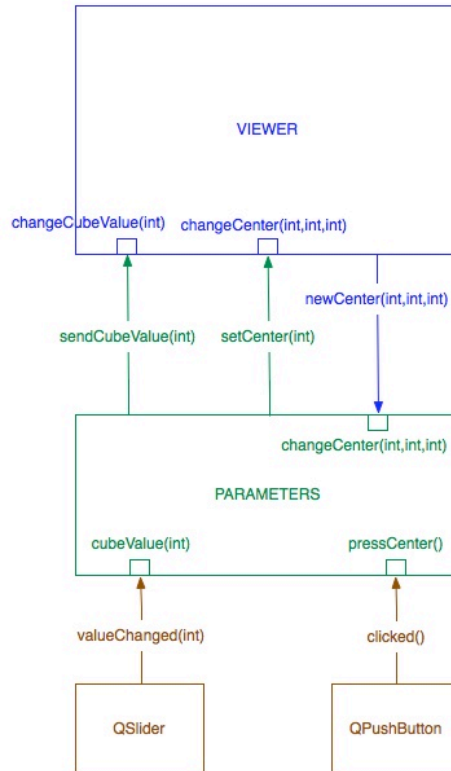 VIEWER
changeCubeValue(int)
changeCenter(int,int,int)
newCenter(int,int,int)
sendCubeValue(int)
setCenter(int)
changeCenter(int,int,int)
PARAMETERS
cubeValue(int)
pressCenter()
valueChanged(int)
clicked()
QSlider
QPushButton